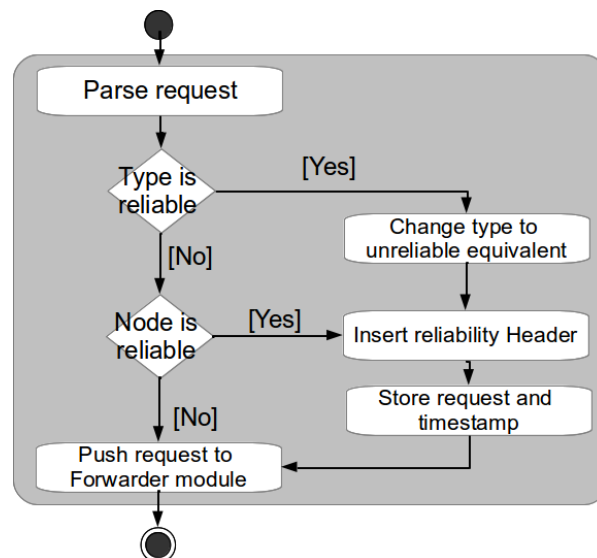 Parse request
Type is
reliable
[Yes]
Change type to
unreliable equivalent
[No]
Node is
reliable
[Yes]
Insert reliability Header
Store request and
timestamp
[No]
Push request to
Forwarder module